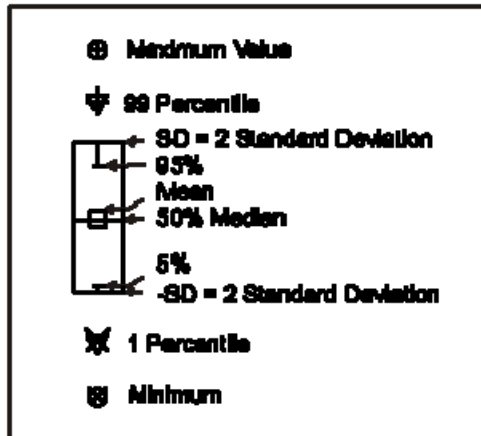 Maximum Value
99 Percentile
SD = 2 Standard Deviation
95%
Mean
50% Median
5%
-SD = 2 Standard Deviation
1 Percentile
Minimum